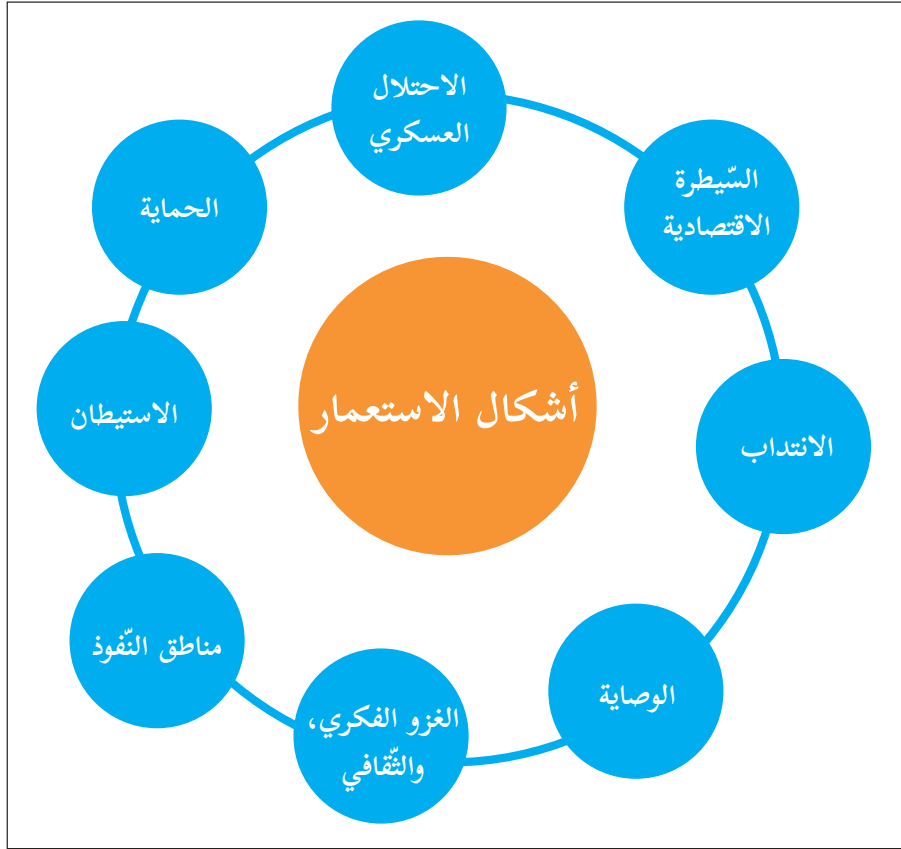 أشكال الاستعمار
الاحتلال
العسكري
السّيطرة
الاقتصادية
الانتداب
الوصاية
الغزو الفكري،
والثّقافي
مناطق النّفوذ
الاستيطان
الحماية